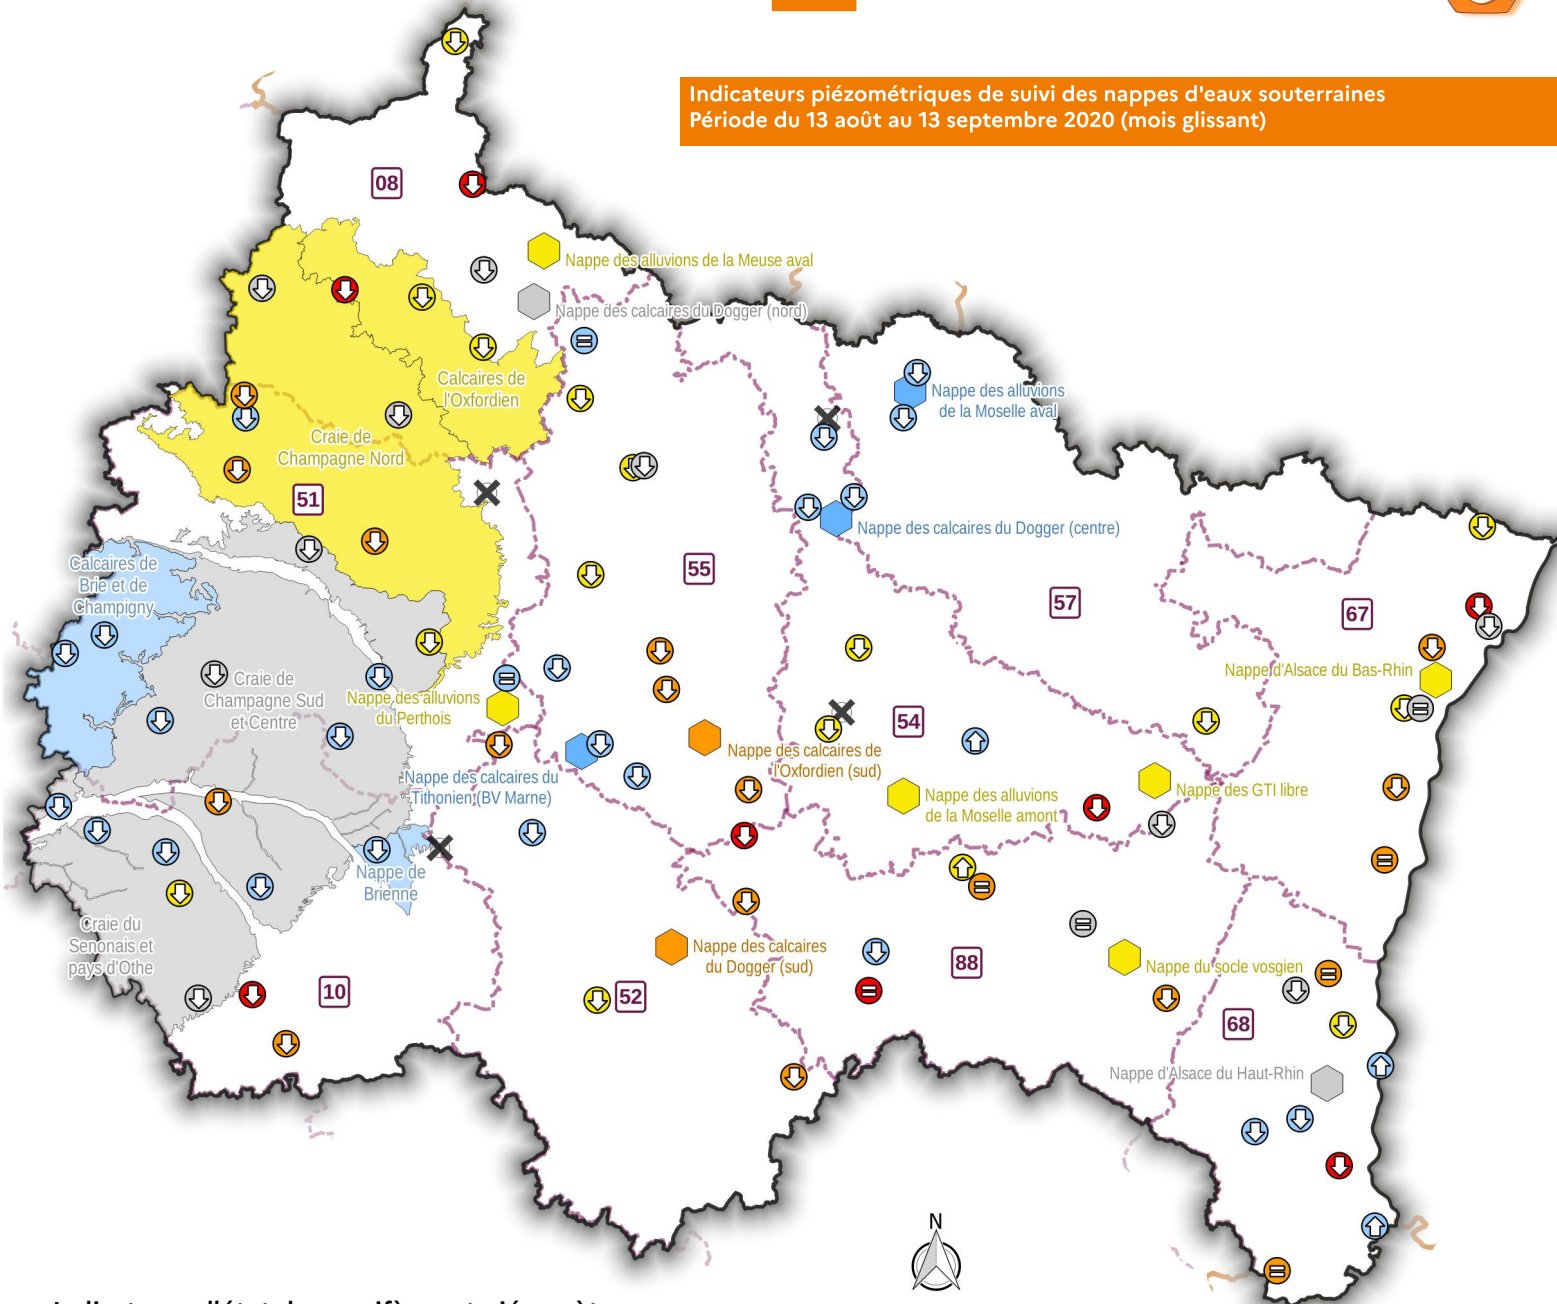 Indicateurs piézométriques de suivi des nappes d'eaux souterraines
Période du 13 août au 13 septembre 2020 (mois glissant)
08
Nappe des alluvions de la Meuse aval
Nappe des calcaires du Dogger (nord)
Calcaires de
l'Oxfordien
Nappe des alluvions
de la Moselle aval
Craie de
Champagne Nord
51
Nappe des calcaires du Dogger (centre)
Calcaires de
Brie et de
Champigny
55
57
67
Nappe d'Alsace du Bas-Rhin
Craie de
Champagne Sud
et Centre
Nappe des alluvions
du Perthois
54
Nappe des calcaires de
l'Oxfordien (sud)
Nappe des calcaires du
Tithonien (BV Marne)
Nappe des alluvions
de la Moselle amont
Nappe des GTI libre
Nappe de
Brienne
Craie du
Senonais et
pays d'Othe
Nappe des calcaires
du Dogger (sud)
88
Nappe du socle vosgien
10
52
68
Nappe d'Alsace du Haut-Rhin
N